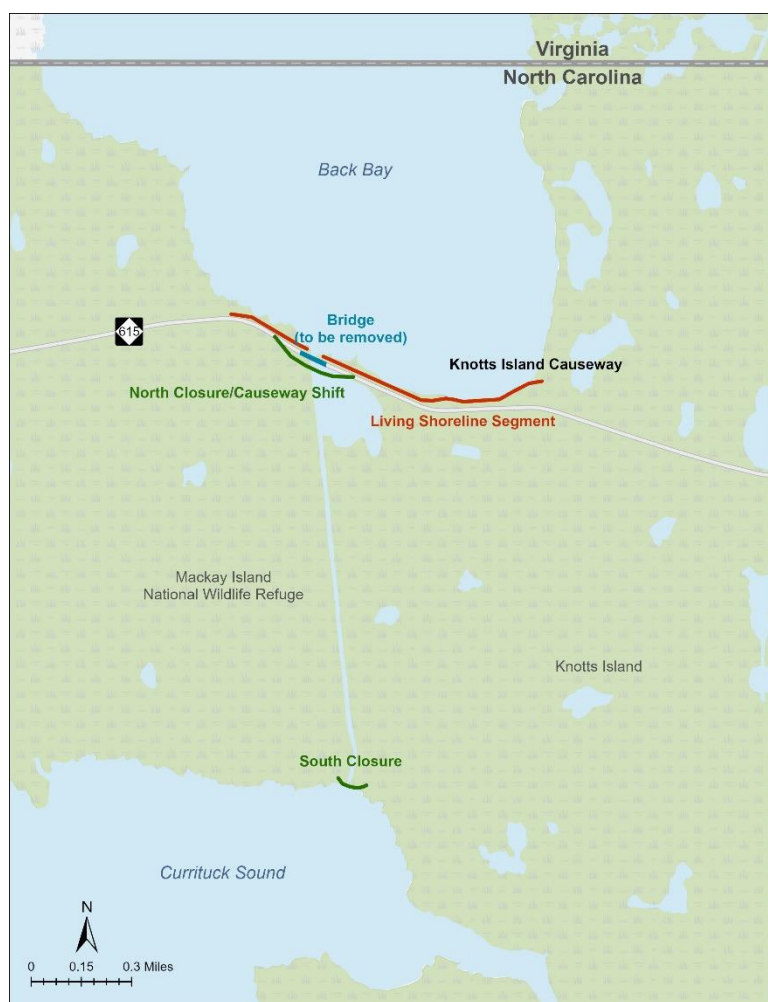 Virginia
North Carolina
Back Bay
615
Bridge
(to be removed)
Knotts Island Causeway
North Closure/Causeway Shift
Living Shoreline Segment
Mackay Island
National Wildlife Refuge
Knotts Island
South Closure
Currituck Sound
N
0 0.15 0.3 Miles